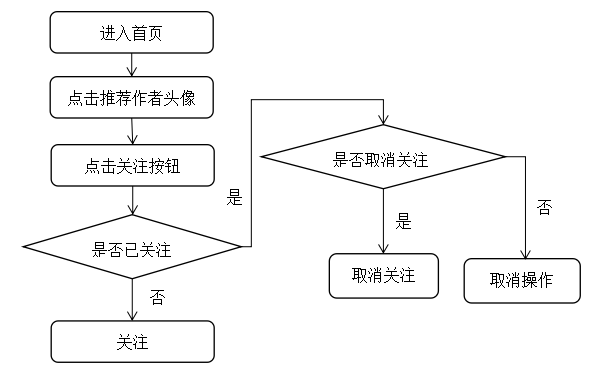 进入首页
点击推荐作者头像
点击关注按钮
是否已关注
否
关注
是
是否取消关注
是
取消关注
否
取消操作